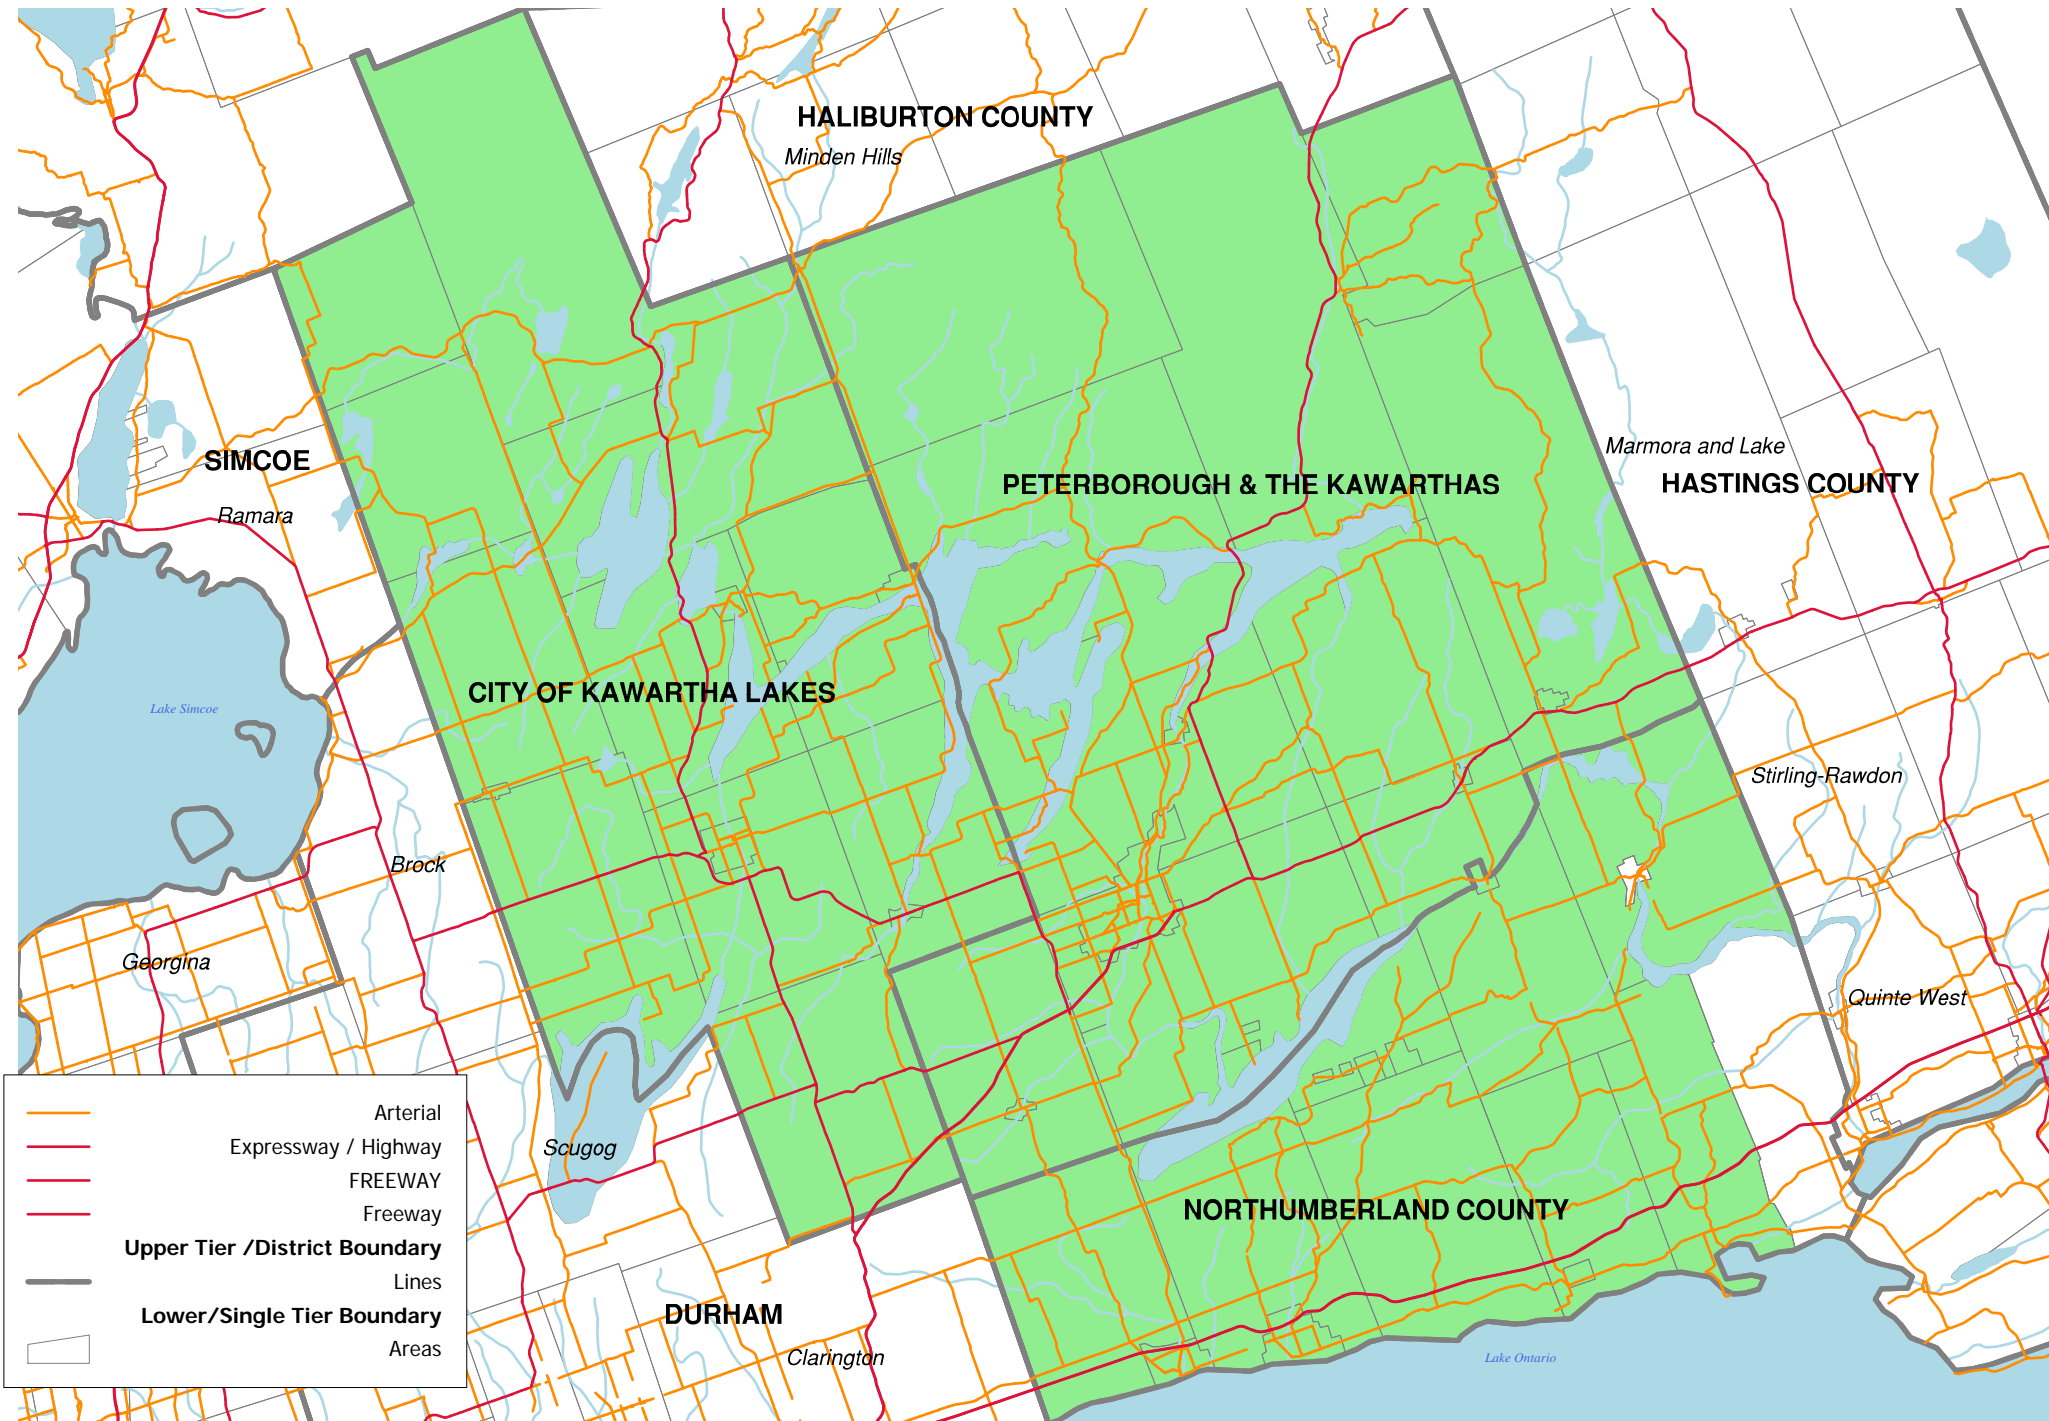 HALIBURTON COUNTY
Minden Hills
SIMCOE
Ramara
Marmora and Lake
HASTINGS COUNTY
PETERBOROUGH & THE KAWARTHAS
CITY OF KAWARTHA LAKES
Lake Simcoe
Stirling-Rawdon
Brock
Georgina
Quinte West
Scugog
NORTHUMBERLAND COUNTY
DURHAM
Clarington
Lake Ontario
Arterial
Expressway / Highway
FREEWAY
Freeway
Upper Tier /District Boundary
Lines
Lower/Single Tier Boundary
Areas